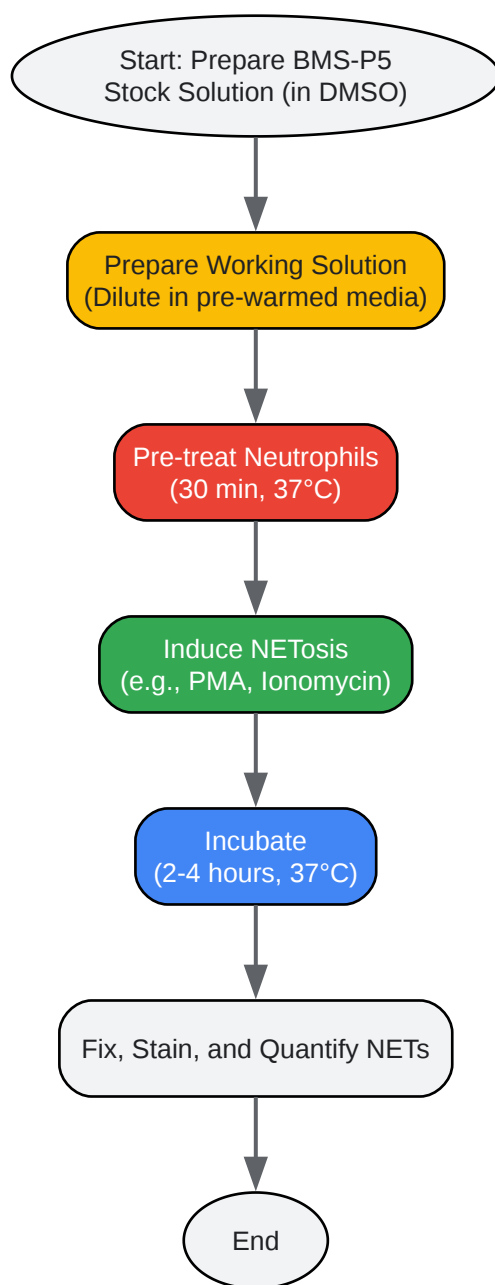 Start: Prepare BMS-P5
Stock Solution (in DMSO)
Prepare Working Solution
(Dilute in pre-warmed media)
Pre-treat Neutrophils
(30 min, 37°C)
Induce NETosis
(e.g., PMA, Ionomycin)
Incubate
(2-4 hours, 37°C)
Fix, Stain, and Quantify NETs
End